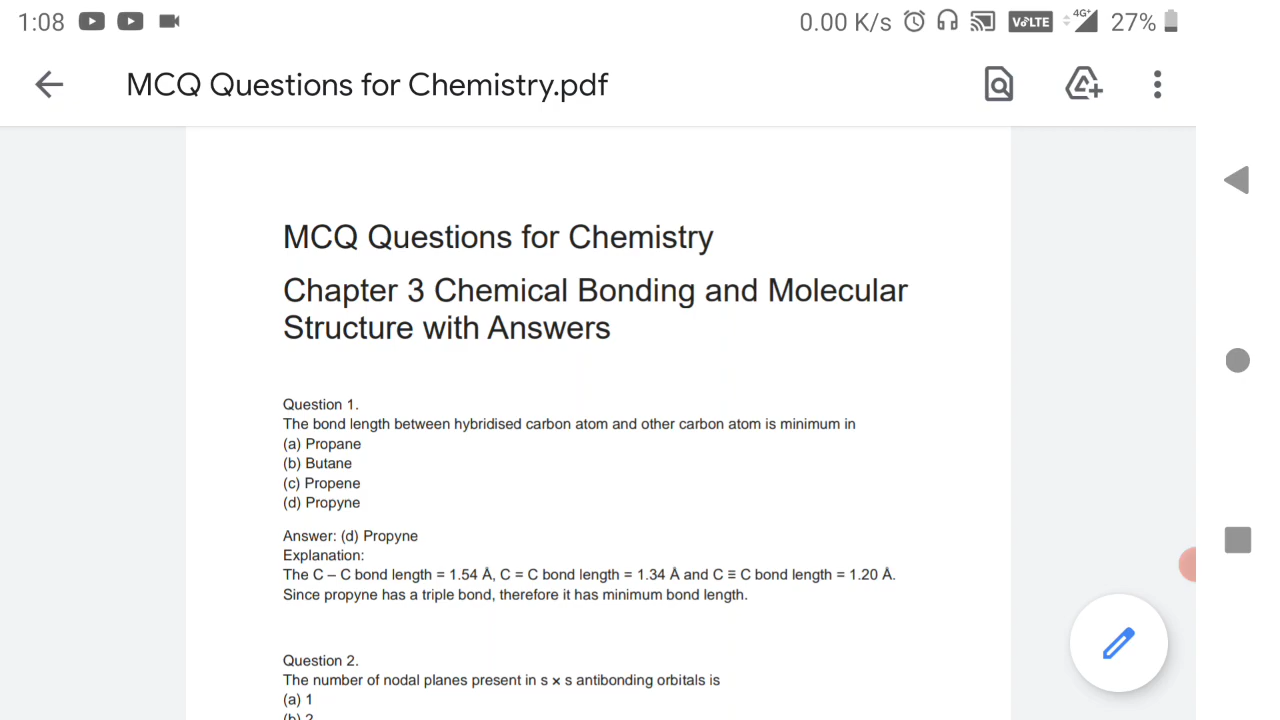 1:08 0.00 K/s VoLTE 4G+ 27%
MCQ Questions for Chemistry.pdf
MCQ Questions for Chemistry
Chapter 3 Chemical Bonding and Molecular
Structure with Answers
Question 1.
The bond length between hybridised carbon atom and other carbon atom is minimum in
(a) Propane
(b) Butane
(c) Propene
(d) Propyne
Answer: (d) Propyne
Explanation:
The C – C bond length = 1.54 Å, C = C bond length = 1.34 Å and C ≡ C bond length = 1.20 Å.
Since propyne has a triple bond, therefore it has minimum bond length.
Question 2.
The number of nodal planes present in s × s antibonding orbitals is
(a) 1
(b) 2